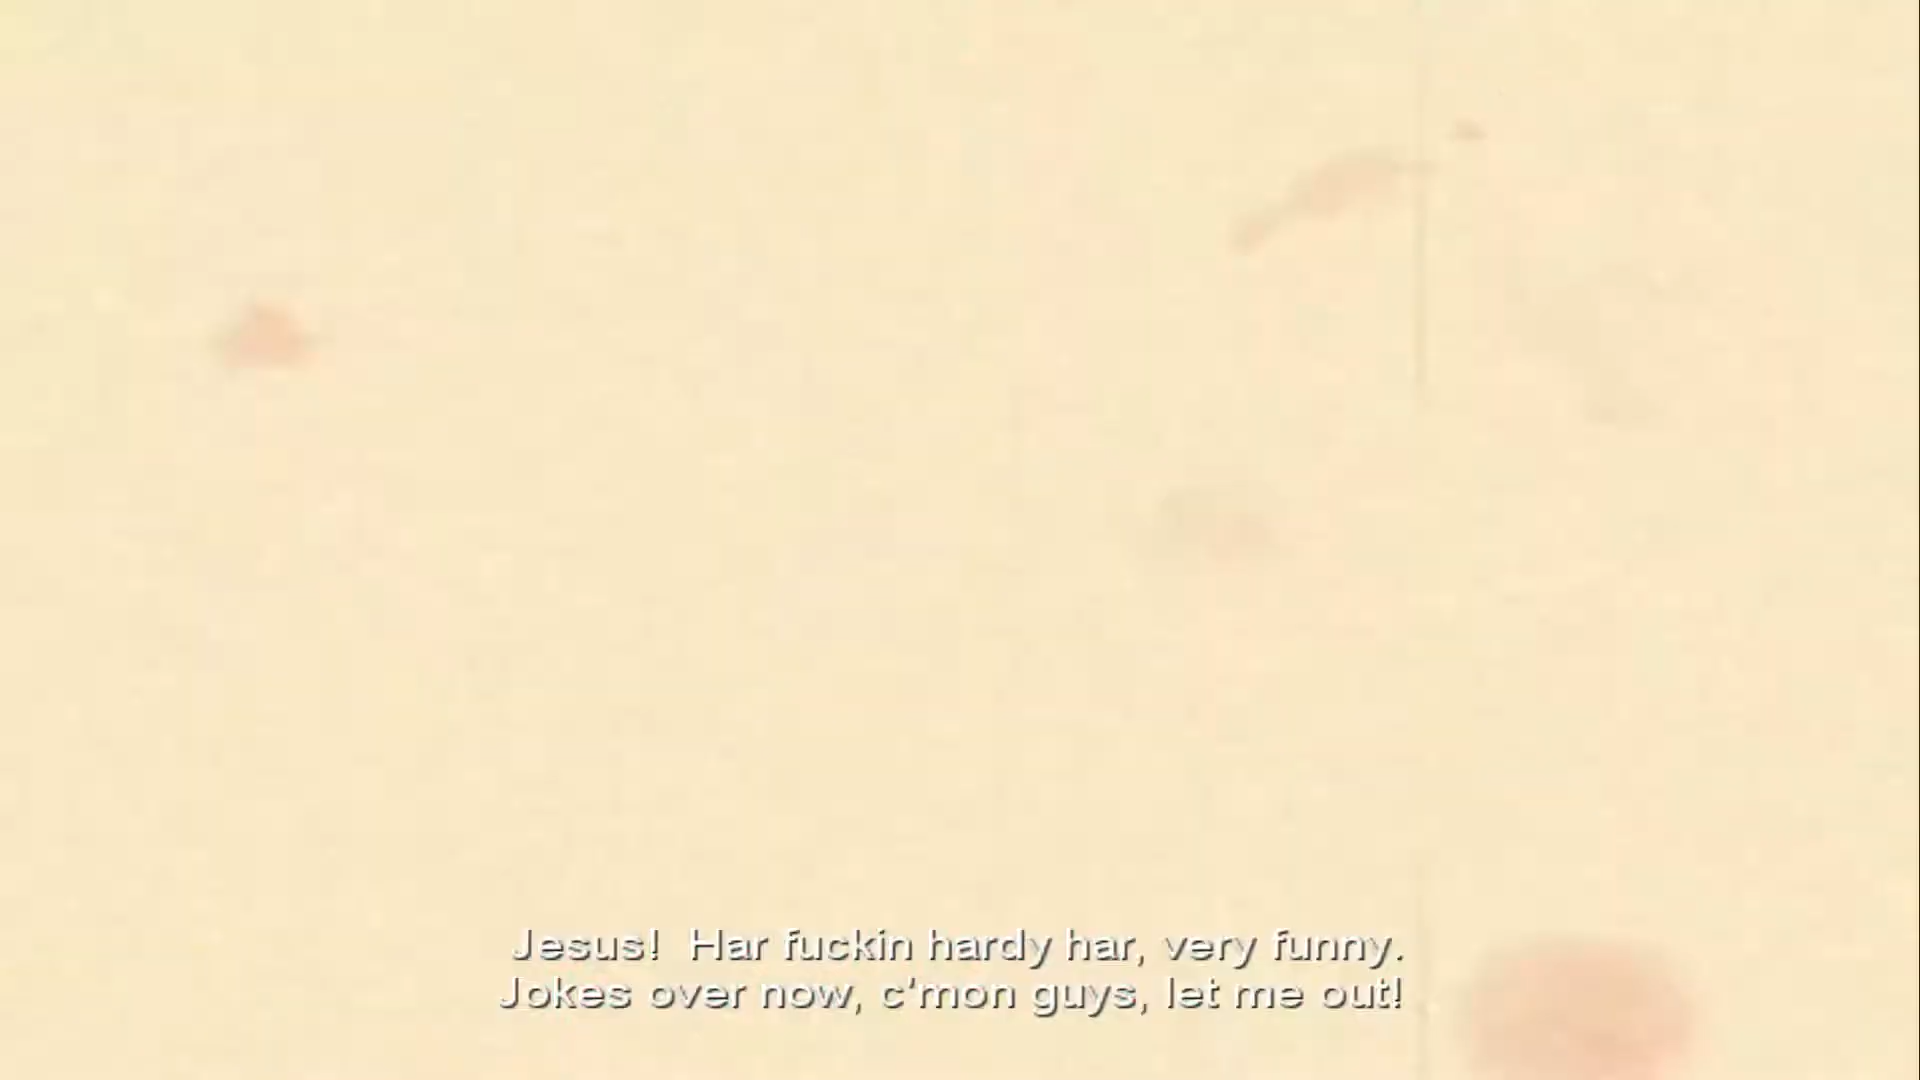 Jesus!  Har fuckin hardy har, very funny.
Jokes over now, c'mon guys, let me out!